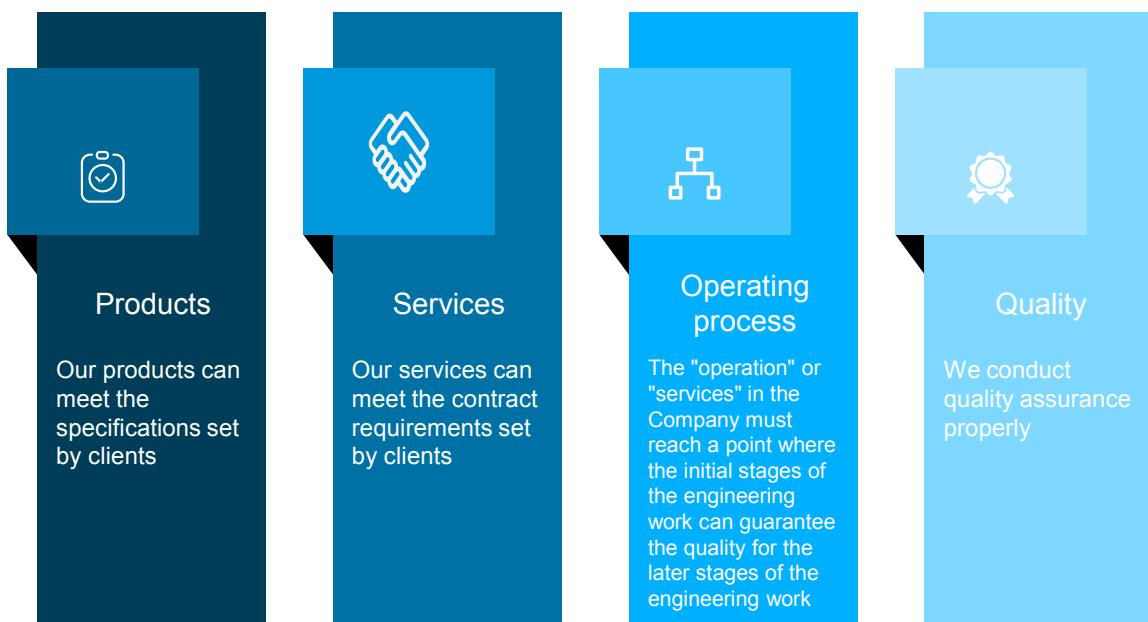 Products
Our products can
meet the
specifications set
by clients
Services
Our services can
meet the contract
requirements set
by clients
Operating
process
The "operation" or
"services" in the
Company must
reach a point where
the initial stages of
the engineering
work can guarantee
the quality for the
later stages of the
engineering work
Quality
We conduct
quality assurance
properly